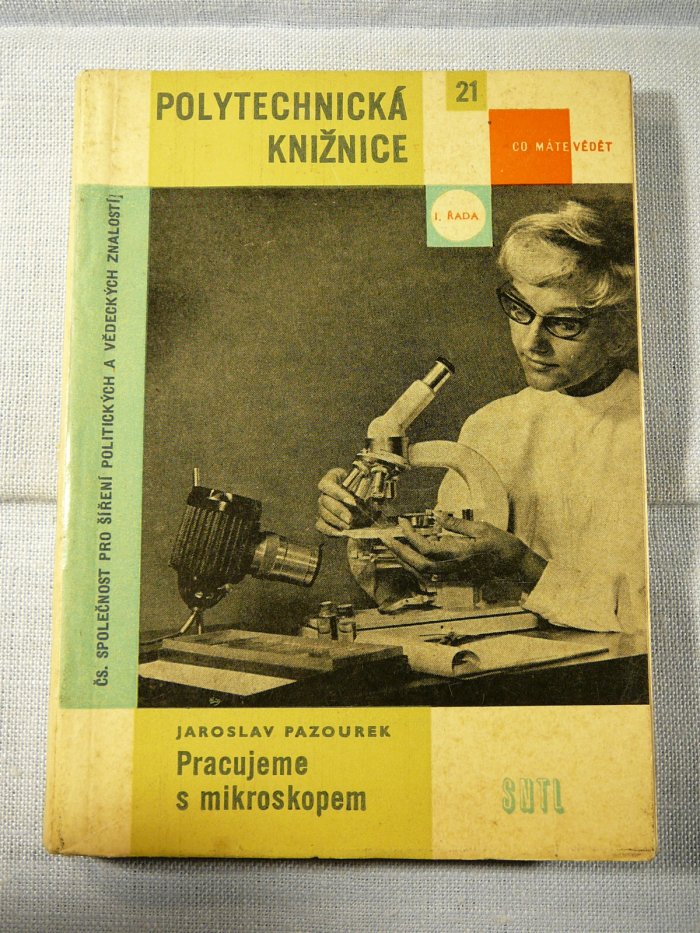 POLYTECHNICKÁ
KNIŽNICE
21
CO MÁTE VĚDĚT
I. ŘADA
ČS. SPOLEČNOST PRO ŠÍŘENÍ POLITICKÝCH A VĚDECKÝCH ZNALOSTÍ
JAROSLAV PAZOUREK
Pracujeme
s mikroskopem
SNTL